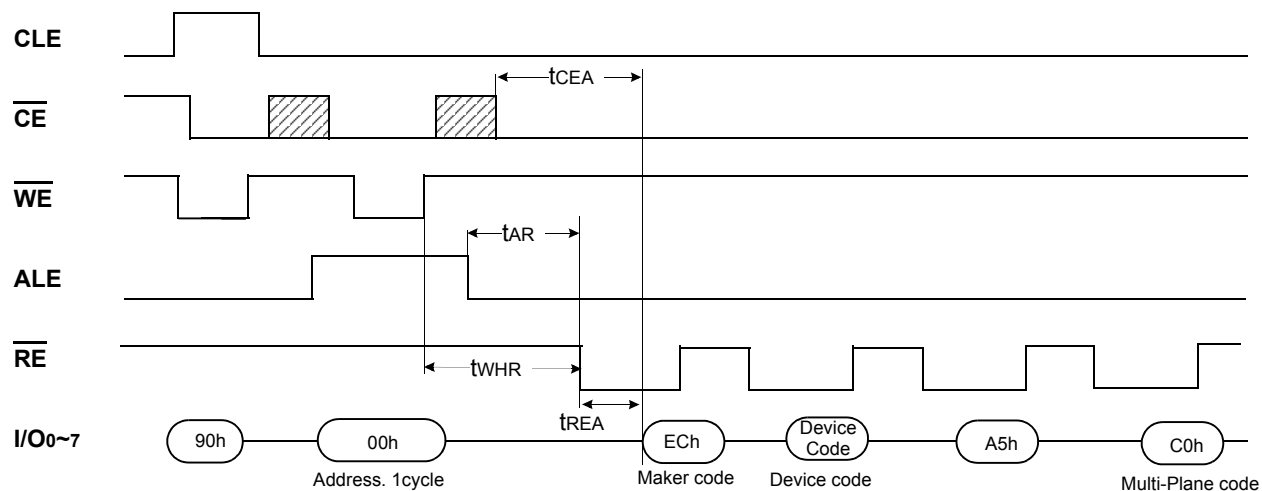 CLE
tCEA
CE
WE
tAR
ALE
RE
tWHR
tREA
I/O0~7
90h
00h
ECh
Device
Code
A5h
C0h
Address. 1cycle
Maker code
Device code
Multi-Plane code